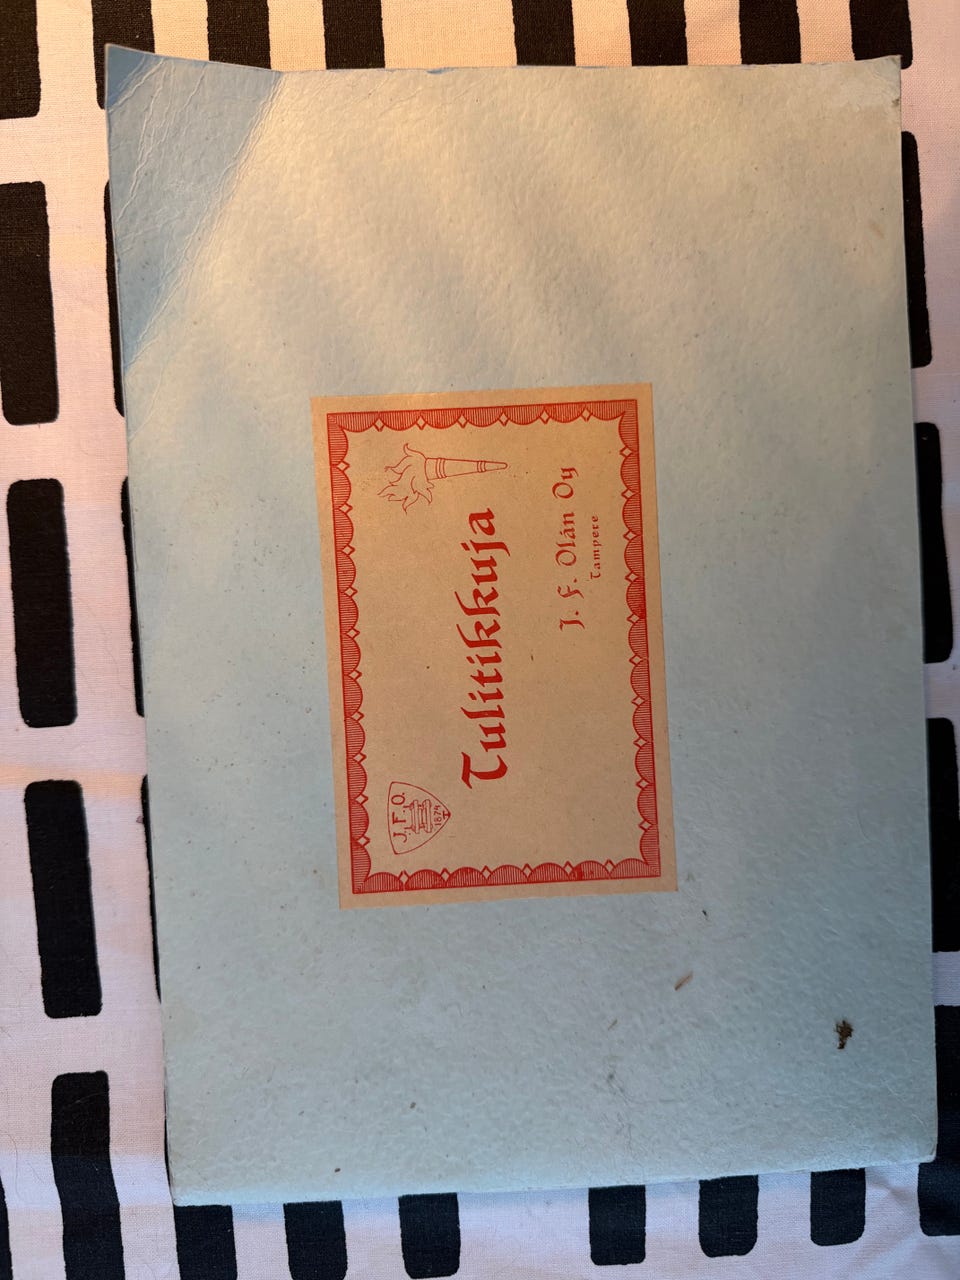 J. F. O.
1874
Tulitikkuja
J. F. Olán Oy
Tampere